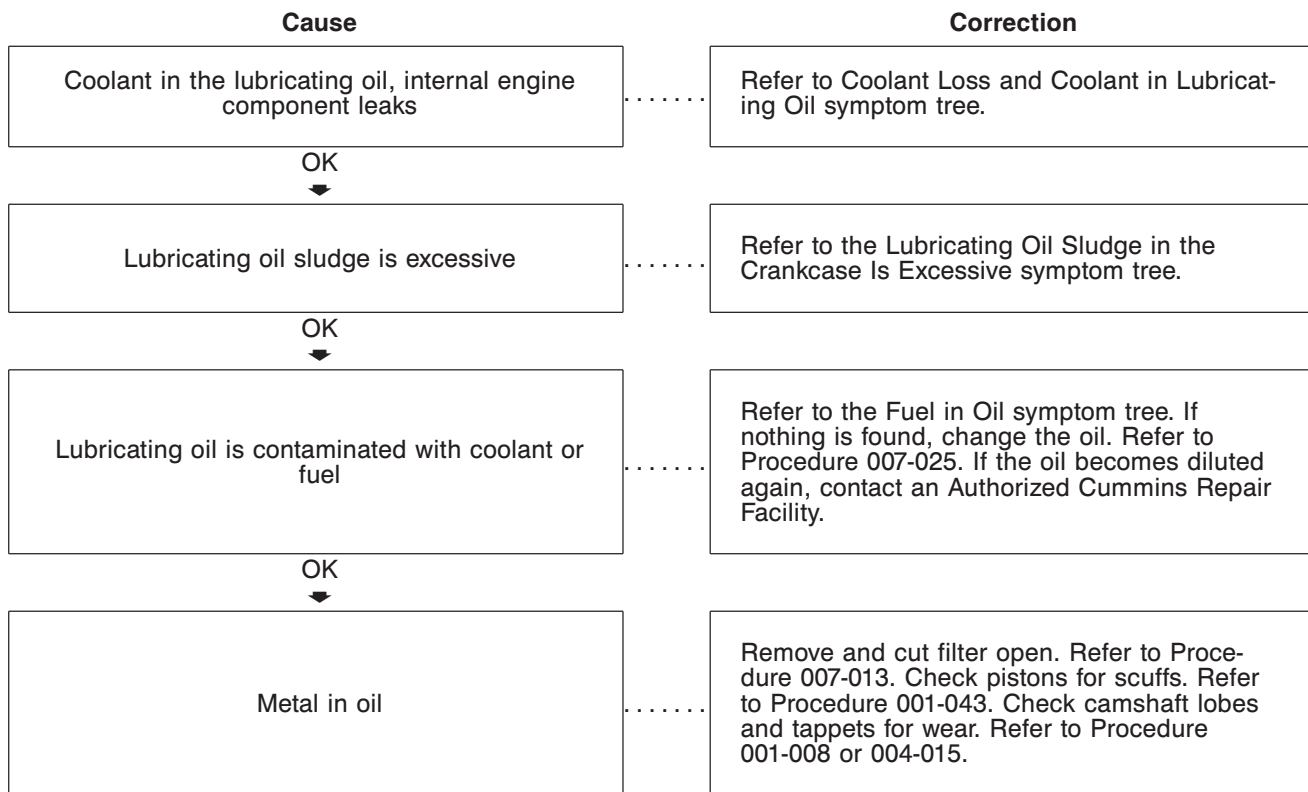 Cause
Correction
Coolant in the lubricating oil, internal engine
component leaks
.......
Refer to Coolant Loss and Coolant in Lubricat-
ing Oil symptom tree.
OK
Lubricating oil sludge is excessive
.......
Refer to the Lubricating Oil Sludge in the
Crankcase Is Excessive symptom tree.
OK
Lubricating oil is contaminated with coolant or
fuel
.......
Refer to the Fuel in Oil symptom tree. If
nothing is found, change the oil. Refer to
Procedure 007-025. If the oil becomes diluted
again, contact an Authorized Cummins Repair
Facility.
OK
Metal in oil
.......
Remove and cut filter open. Refer to Proce-
dure 007-013. Check pistons for scuffs. Refer
to Procedure 001-043. Check camshaft lobes
and tappets for wear. Refer to Procedure
001-008 or 004-015.